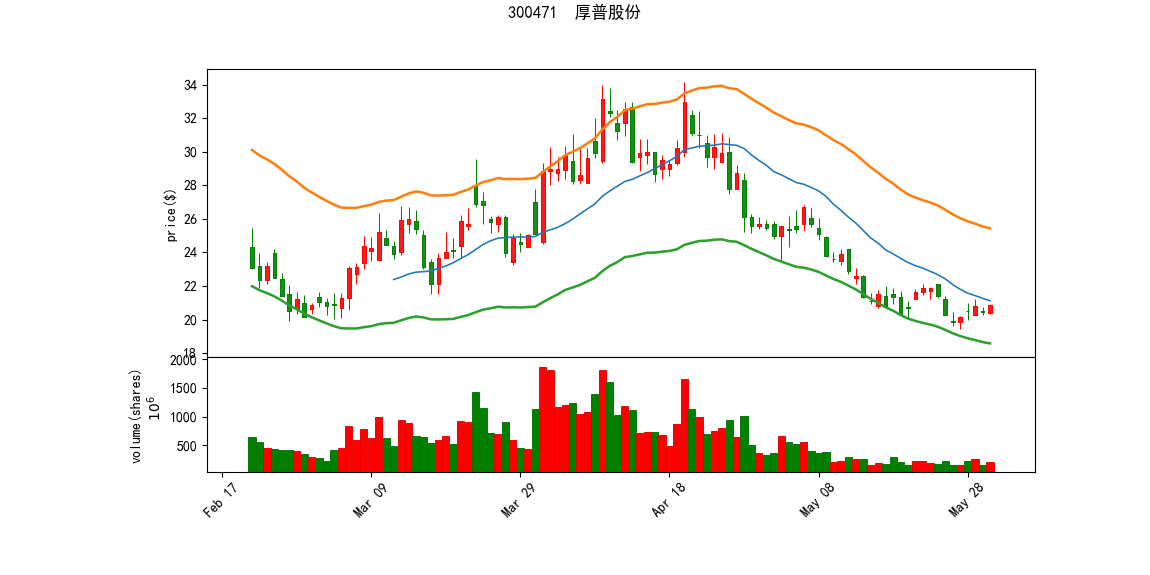 300471 厚普股份
34
32
30
28
26
24
22
20
18
price($)
2000
1500
1000
500
volume(shares)
10^6
Feb 17
Mar 09
Mar 29
Apr 18
May 08
May 28